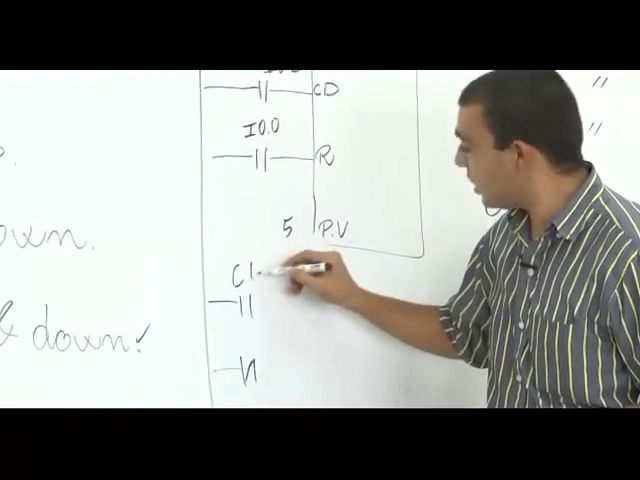 CD
I0.0
R
5 P.V
own.
C1
& down.